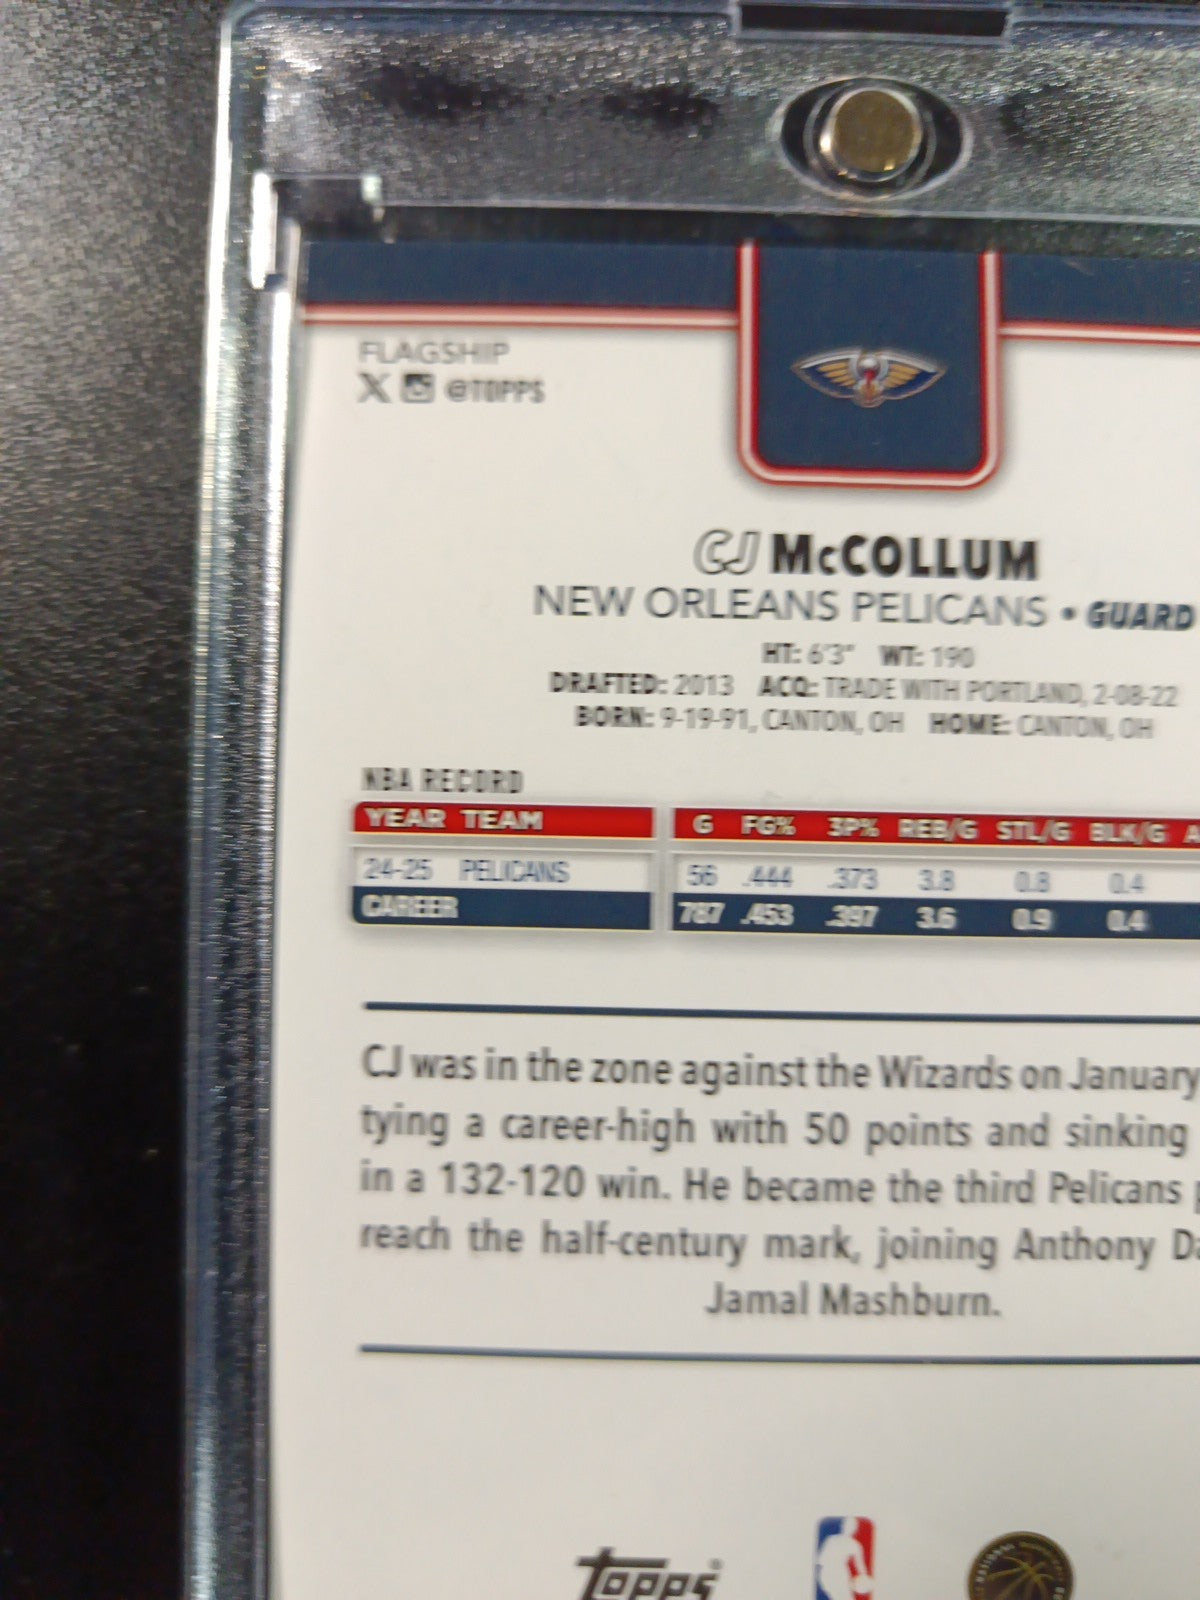 FLAGSHIP
X @TOPPS
CJ McCOLLUM
NEW ORLEANS PELICANS • GUARD
HT: 6'3" WT: 190
DRAFTED: 2013 ACQ: TRADE WITH PORTLAND, 2-08-22
BORN: 9-19-91, CANTON, OH HOME: CANTON, OH
NBA RECORD
YEAR TEAM G FG% 3P% REB/G STL/G BLK/G
24-25 PELICANS 56 .444 .373 3.8 0.8 0.4
CAREER 787 .453 .397 3.6 0.9 0.4
CJ was in the zone against the Wizards on January
tying a career-high with 50 points and sinking
in a 132-120 win. He became the third Pelicans
reach the half-century mark, joining Anthony
Jamal Mashburn.
Topps